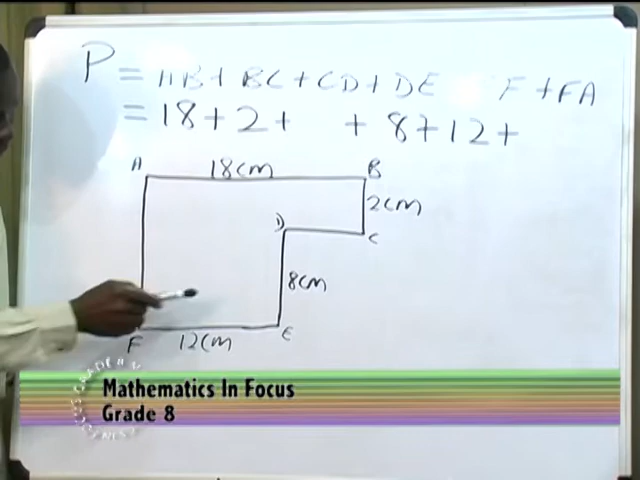 P = AB + BC + CD + DE F + FA
= 18 + 2 + + 8 + 12 +
A 18cm B
2cm
D C
8cm
F 12cm E
Mathematics In Focus
Grade 8